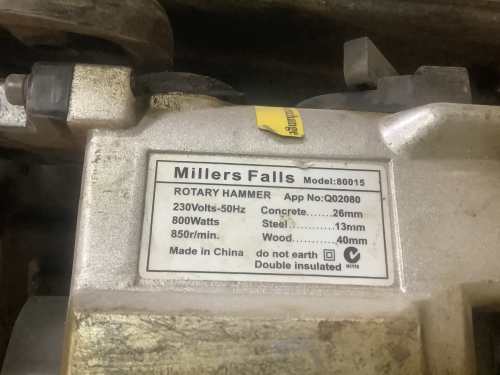 exchange
Millers Falls Model:80015
ROTARY HAMMER App No:Q02080
230Volts-50Hz Concrete......26mm
800Watts Steel............13mm
850r/min. Wood............40mm
Made in China do not earth
Double insulated